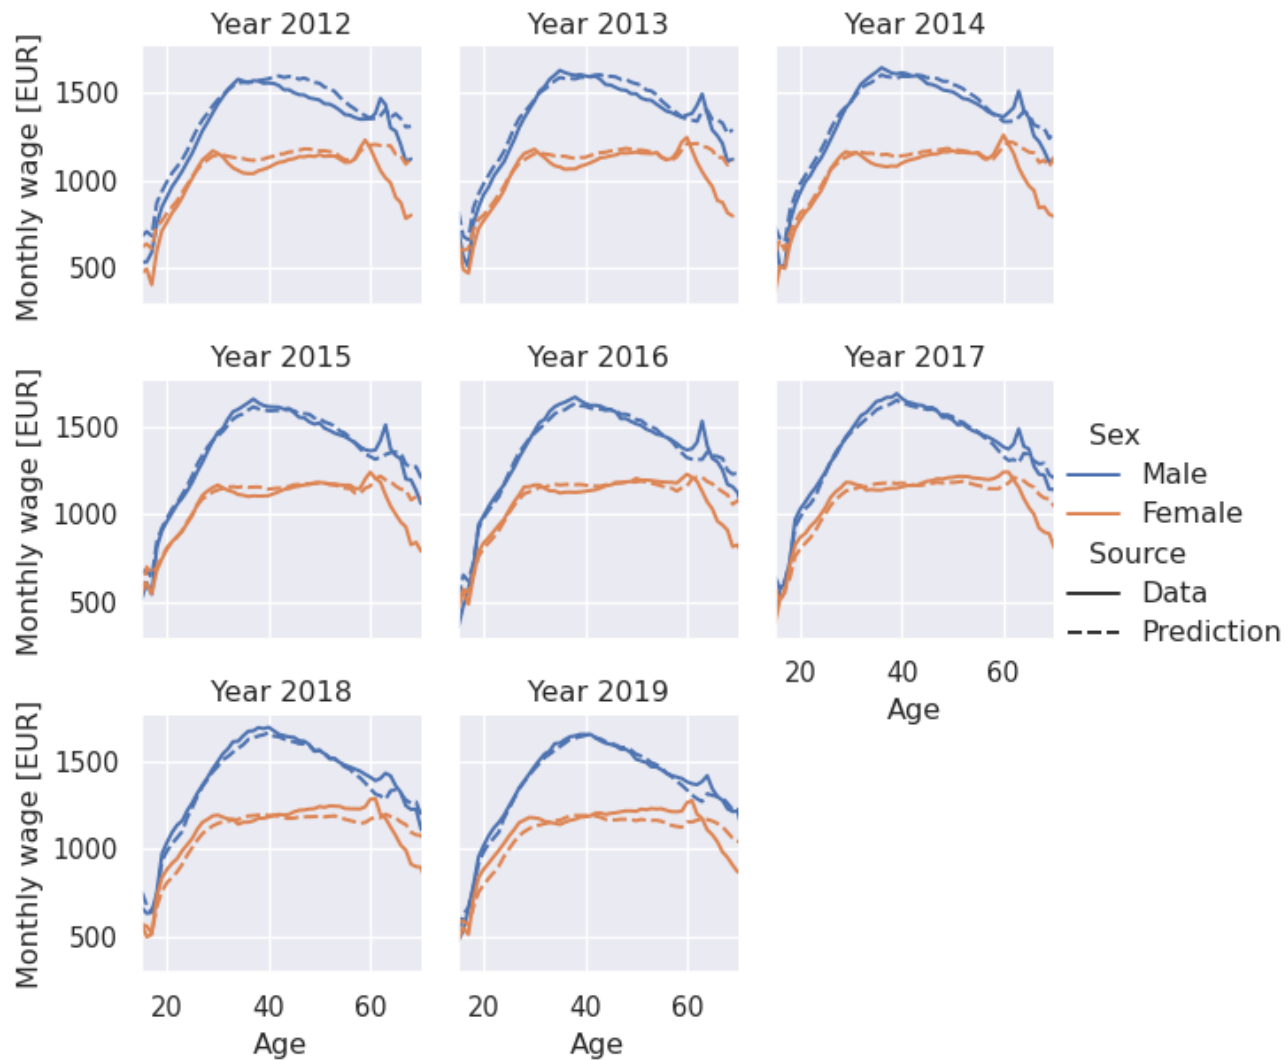 Year 2012 Year 2013 Year 2014
Monthly wage [EUR]
1500
1000
500
Year 2015 Year 2016 Year 2017
Monthly wage [EUR]
1500
1000
500
Sex
Male
Female
Source
Data
Prediction
20 40 60
Age
Year 2018 Year 2019
Monthly wage [EUR]
1500
1000
500
20 40 60 20 40 60
Age Age